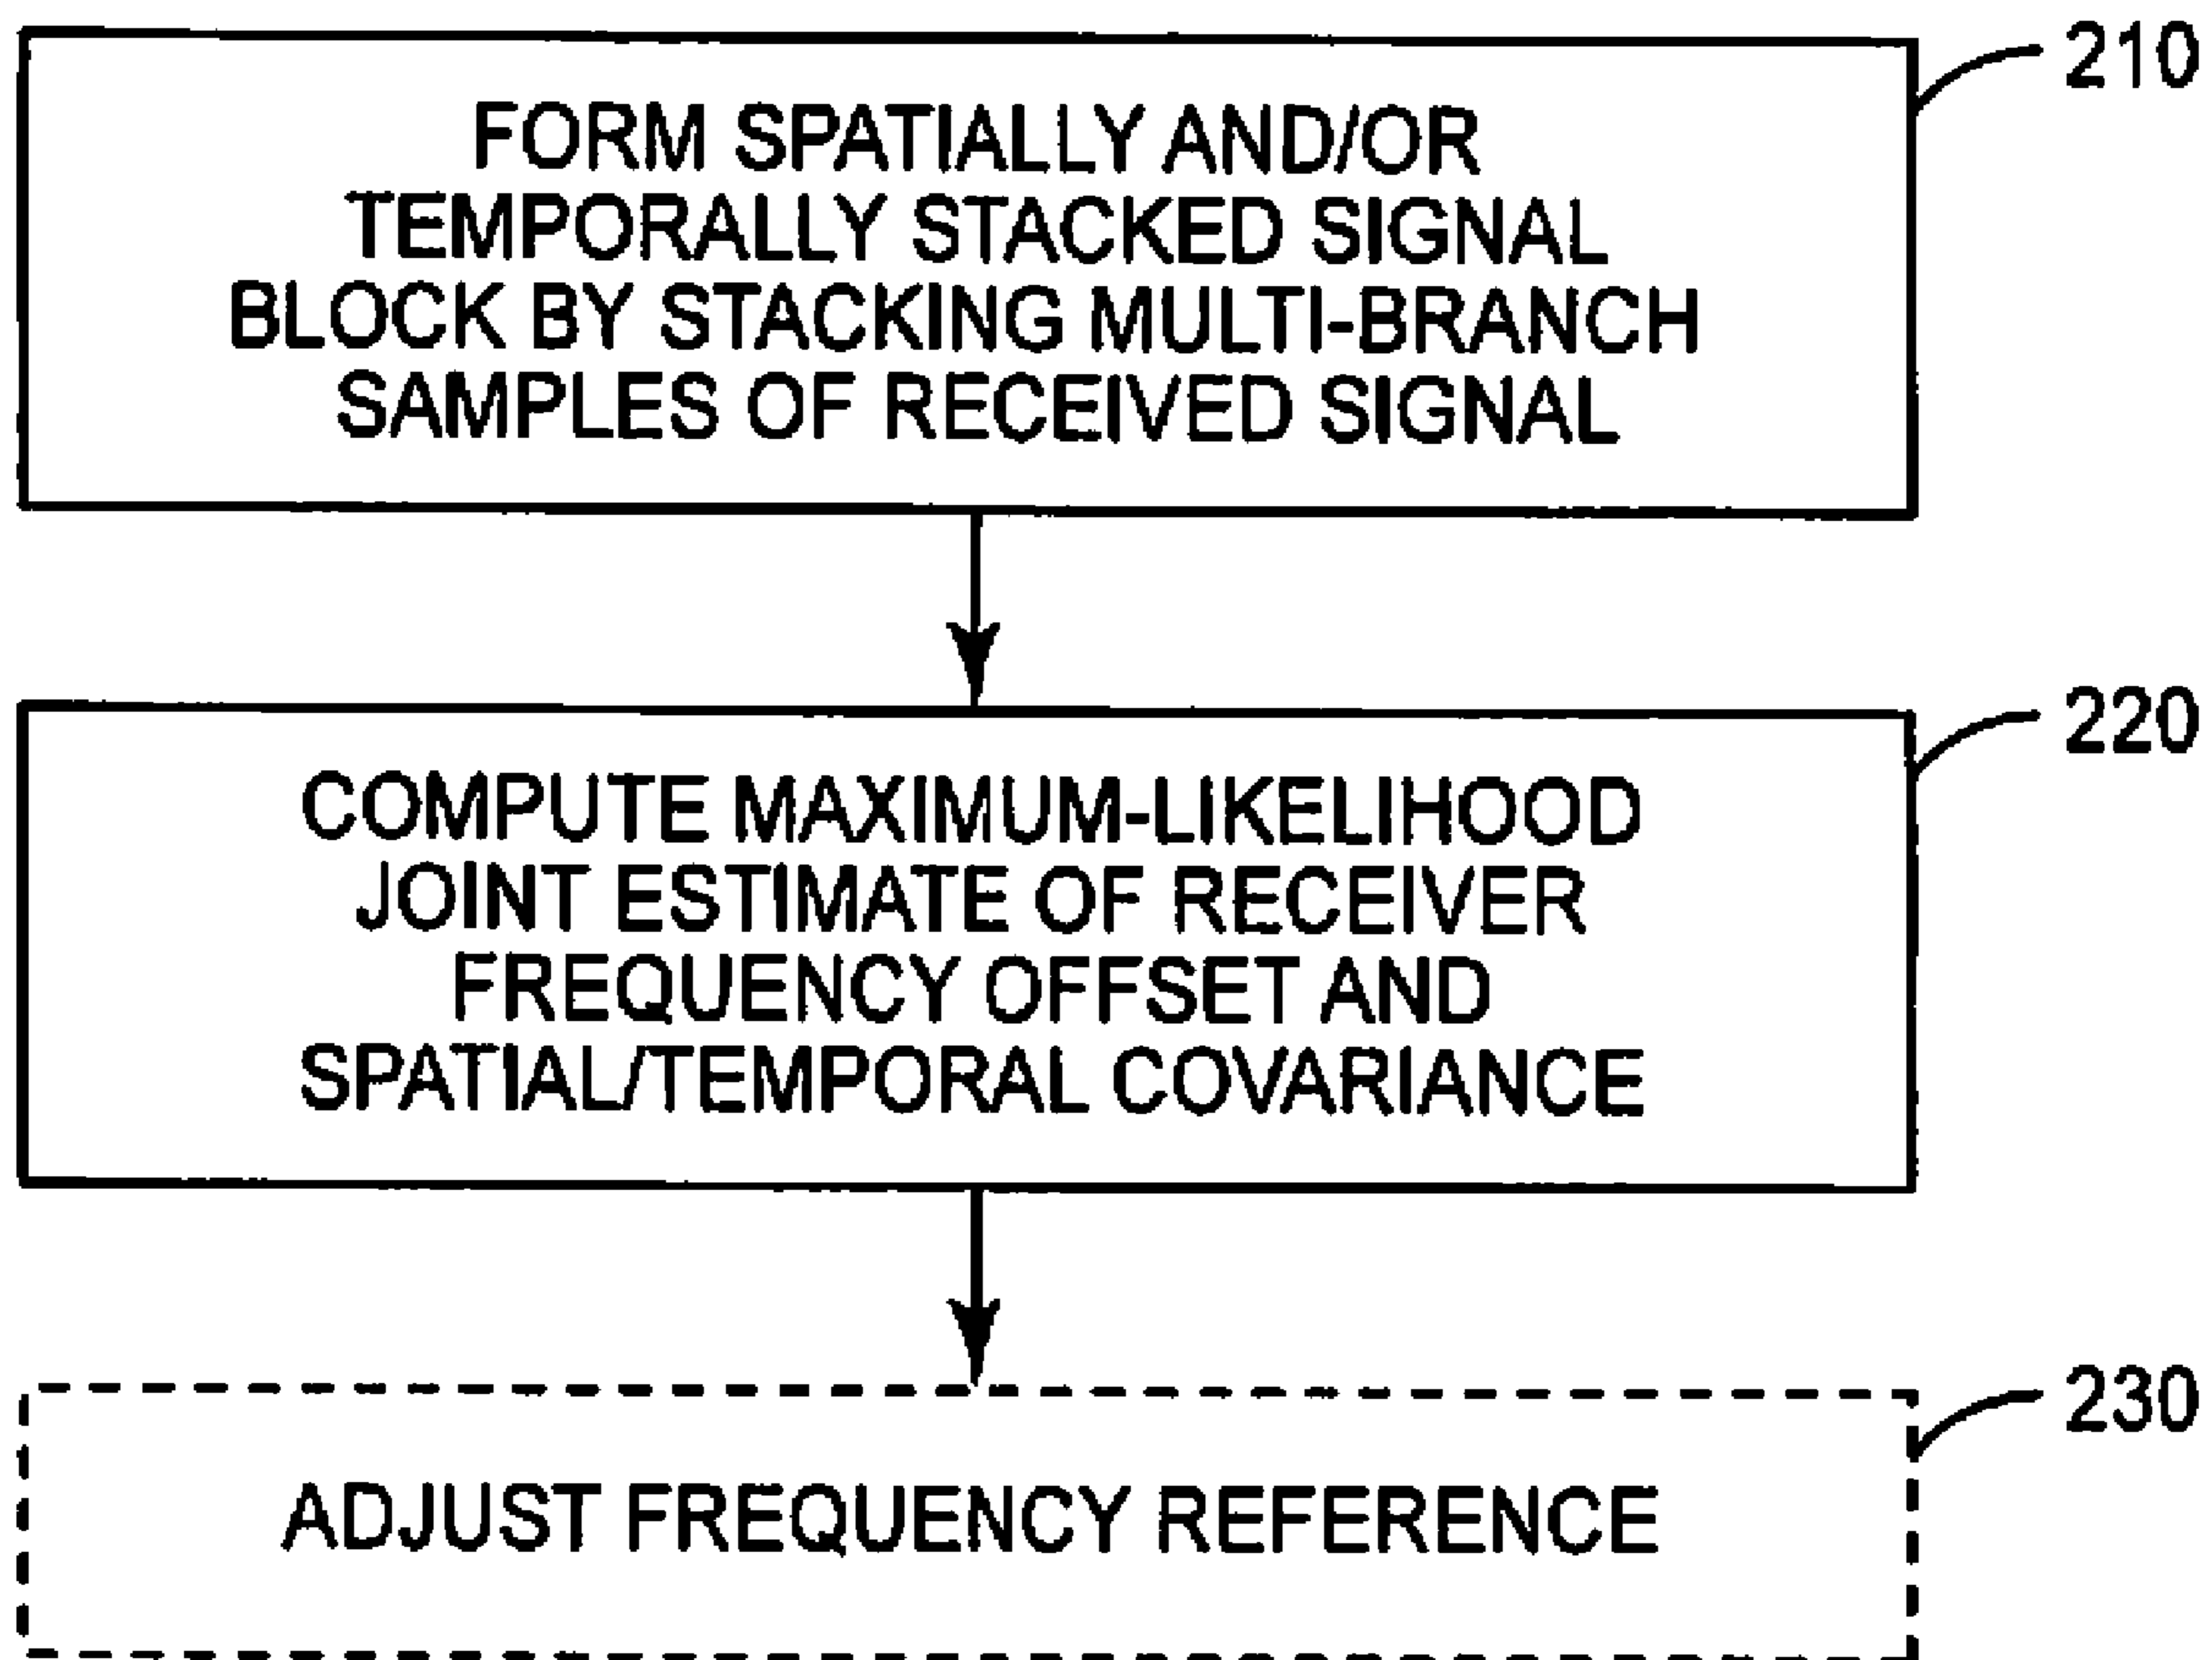 210
FORM SPATIALLY AND/OR
TEMPORALLY STACKED SIGNAL
BLOCK BY STACKING MULTI-BRANCH
SAMPLES OF RECEIVED SIGNAL
220
COMPUTE MAXIMUM-LIKELIHOOD
JOINT ESTIMATE OF RECEIVER
FREQUENCY OFFSET AND
SPATIAL/TEMPORAL COVARIANCE
230
ADJUST FREQUENCY REFERENCE